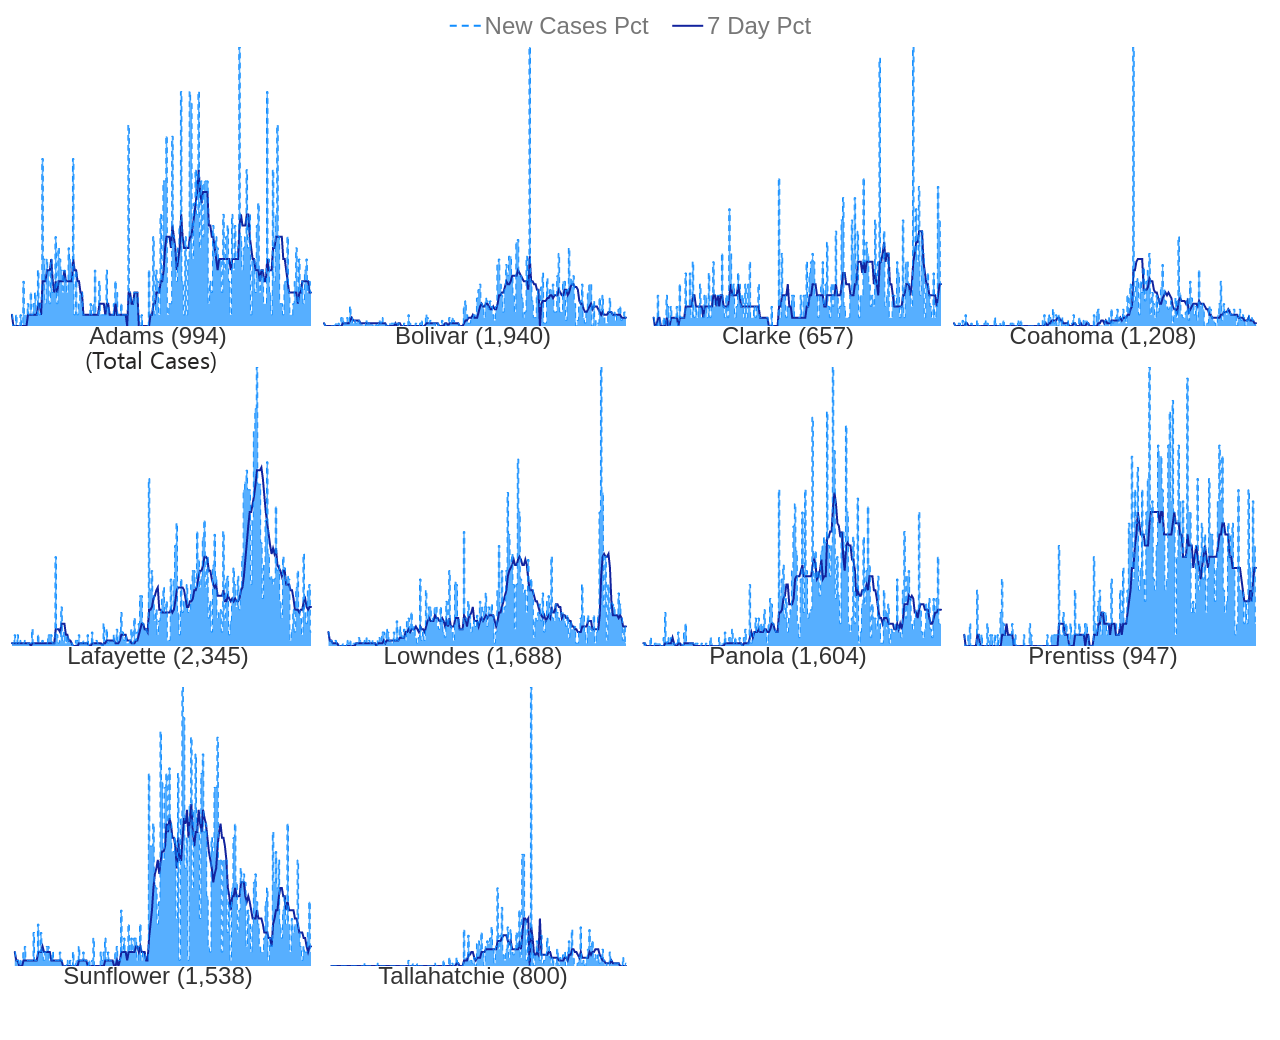 New Cases Pct 7 Day Pct
Adams (994)
(Total Cases)
Bolivar (1,940)
Clarke (657)
Coahoma (1,208)
Lafayette (2,345)
Lowndes (1,688)
Panola (1,604)
Prentiss (947)
Sunflower (1,538)
Tallahatchie (800)